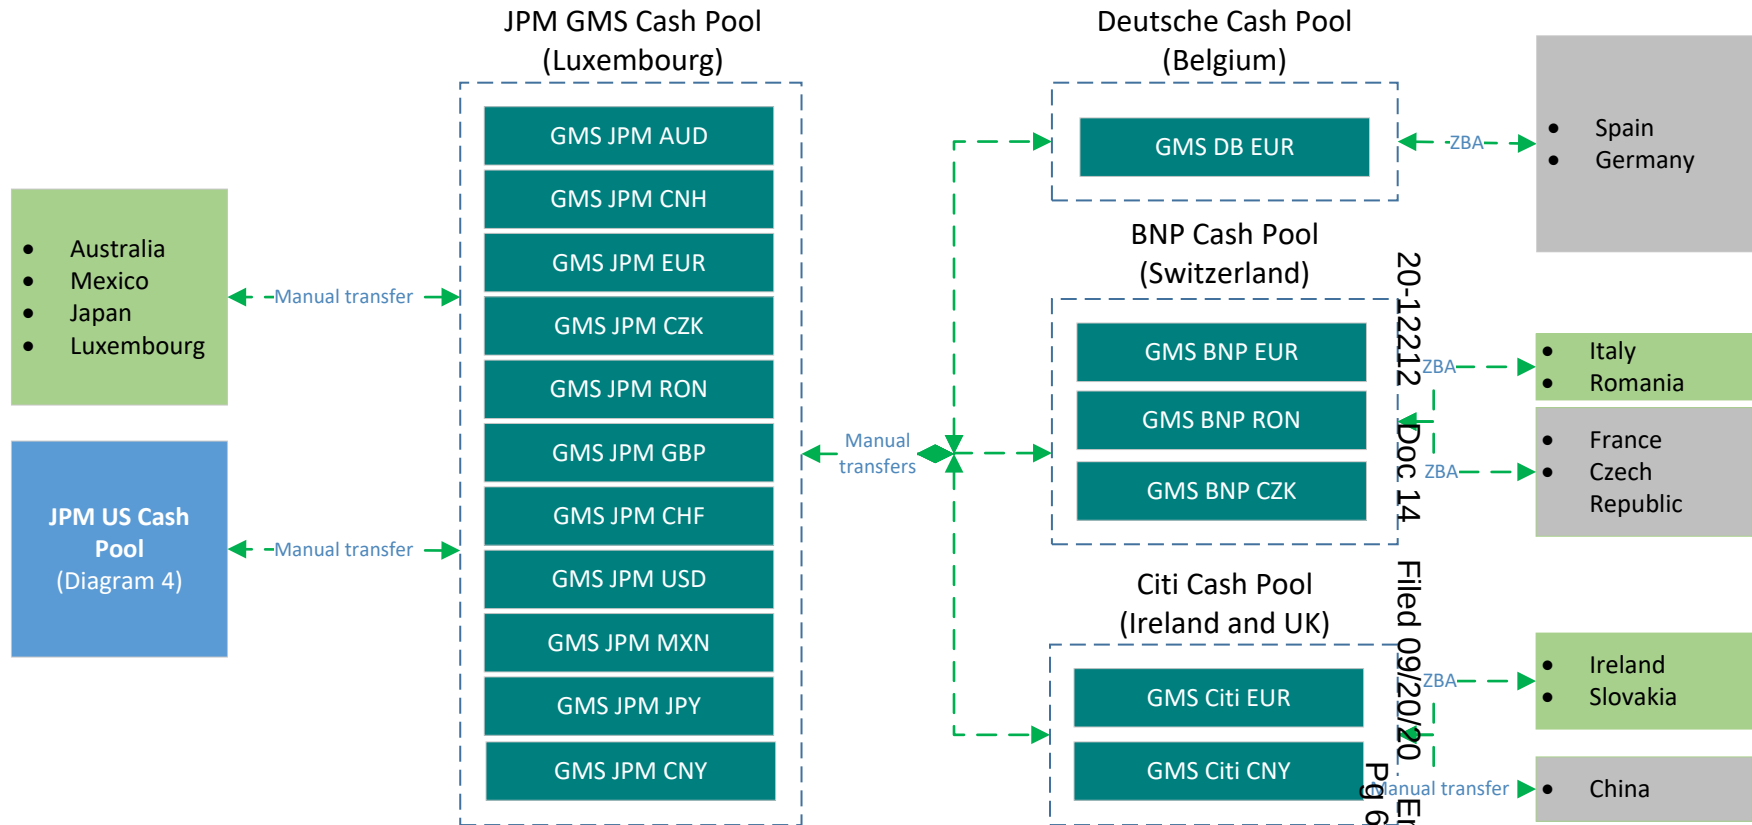 JPM GMS Cash Pool
(Luxembourg)
GMS JPM AUD
GMS JPM CNH
GMS JPM EUR
GMS JPM CZK
GMS JPM RON
GMS JPM GBP
GMS JPM CHF
GMS JPM USD
GMS JPM MXN
GMS JPM JPY
GMS JPM CNY
• Australia
• Mexico
• Japan
• Luxembourg
Manual transfer
JPM US Cash
Pool
(Diagram 4)
Manual transfer
Manual
transfers
Deutsche Cash Pool
(Belgium)
GMS DB EUR
ZBA
• Spain
• Germany
BNP Cash Pool
(Switzerland)
GMS BNP EUR
GMS BNP RON
GMS BNP CZK
ZBA
• Italy
• Romania
ZBA
• France
• Czech
Republic
Citi Cash Pool
(Ireland and UK)
GMS Citi EUR
GMS Citi CNY
ZBA
• Ireland
• Slovakia
Manual transfer
• China
20-12212 Doc 14 Filed 09/20/20
Pg 6